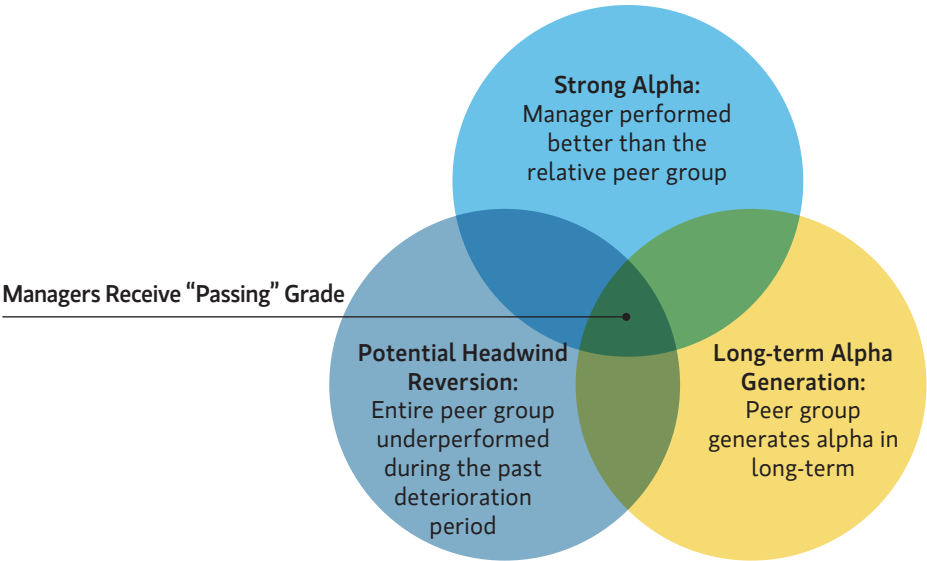 Strong Alpha:
Manager performed
better than the
relative peer group
Managers Receive “Passing” Grade
Potential Headwind
Reversion:
Entire peer group
underperformed
during the past
deterioration
period
Long-term Alpha
Generation:
Peer group
generates alpha in
long-term